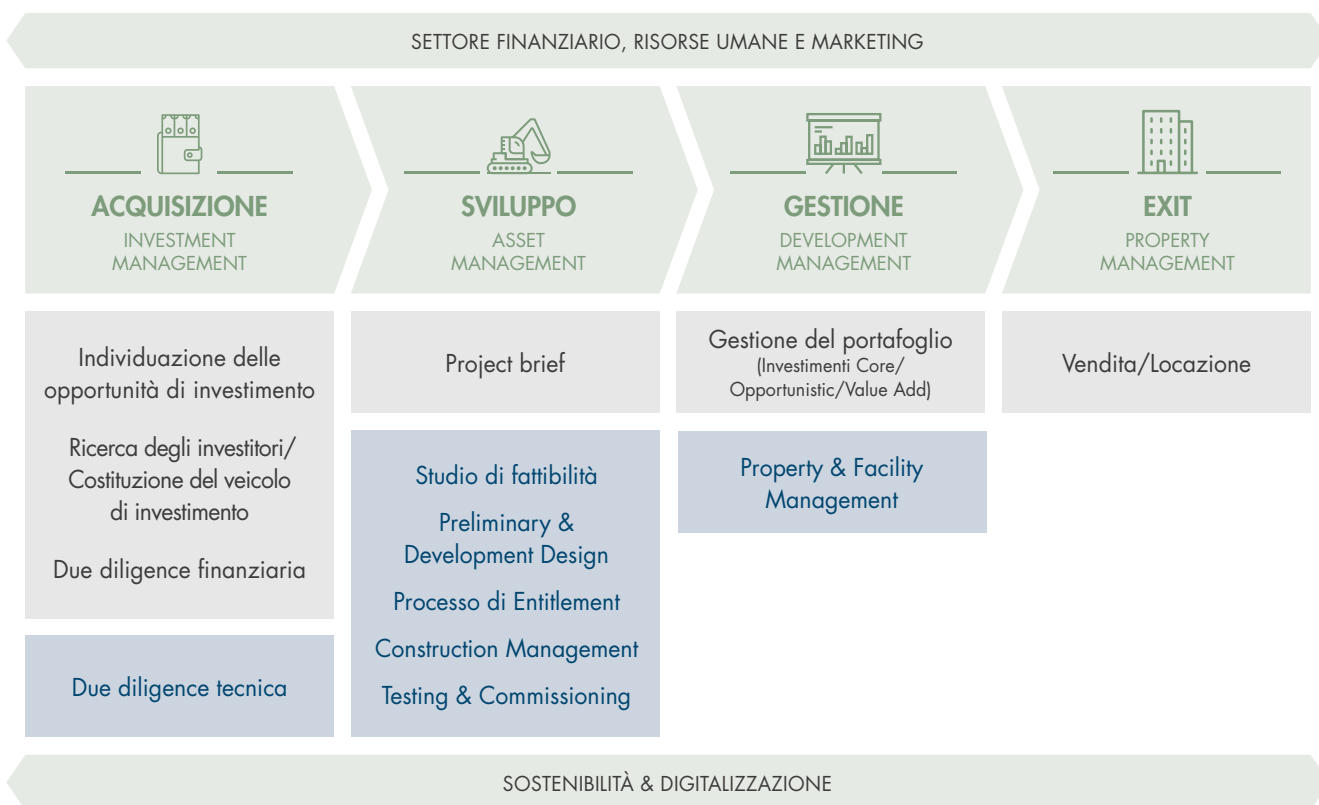 SETTORE FINANZIARIO, RISORSE UMANE E MARKETING
ACQUISIZIONE
INVESTMENT
MANAGEMENT
SVILUPPO
ASSET
MANAGEMENT
GESTIONE
DEVELOPMENT
MANAGEMENT
EXIT
PROPERTY
MANAGEMENT
Individuazione delle
opportunità di investimento
Ricerca degli investitori/
Costituzione del veicolo
di investimento
Due diligence finanziaria
Due diligence tecnica
Project brief
Studio di fattibilità
Preliminary &
Development Design
Processo di Entitlement
Construction Management
Testing & Commissioning
Gestione del portafoglio
(Investimenti Core/
Opportunistic/Value Add)
Property & Facility
Management
Vendita/Locazione
SOSTENIBILITÀ & DIGITALIZZAZIONE